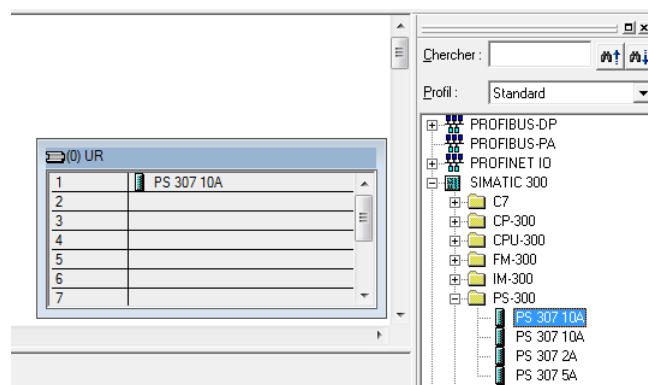 Chercher :
Profil : Standard
(0) UR
1 PS 307 10A
2
3
4
5
6
7
PROFIBUS-DP
PROFIBUS-PA
PROFINET IO
SIMATIC 300
C7
CP-300
CPU-300
FM-300
IM-300
PS-300
PS 307 10A
PS 307 10A
PS 307 2A
PS 307 5A